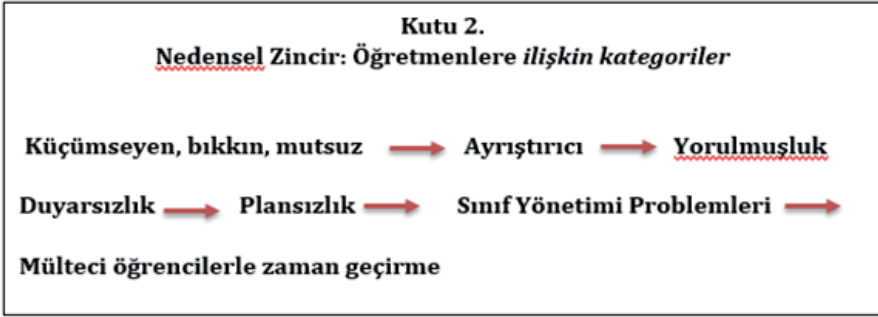 Kutu 2.
Nedensel Zincir: Öğretmenlere ilişkin kategoriler
Küçümseyen, bıkkın, mutsuz → Ayrıştırıcı → Yorulmuşluk
Duyarsızlık → Plansızlık → Sınıf Yönetimi Problemleri →
Mülteci öğrencilerle zaman geçirme